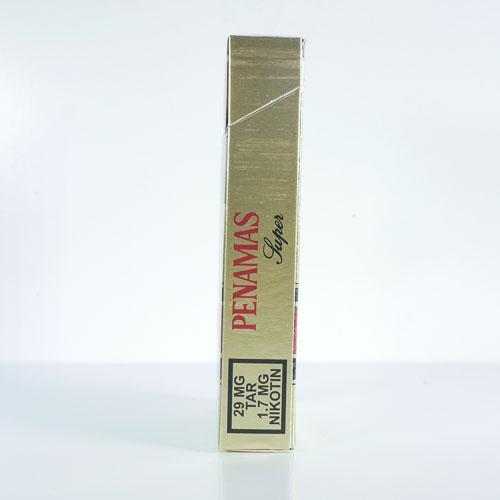 PENAMAS
Super
29 MG
TAR
1.7 MG
NIKOTIN